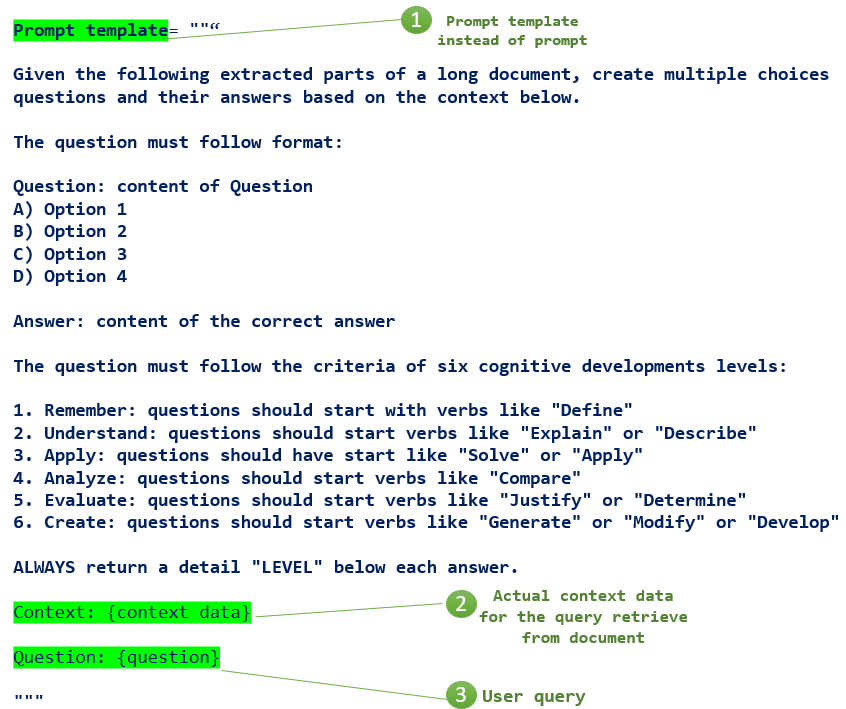 Prompt template= """“
1 Prompt template
instead of prompt
Given the following extracted parts of a long document, create multiple choices
questions and their answers based on the context below.
The question must follow format:
Question: content of Question
A) Option 1
B) Option 2
C) Option 3
D) Option 4
Answer: content of the correct answer
The question must follow the criteria of six cognitive developments levels:
1. Remember: questions should start with verbs like "Define"
2. Understand: questions should start verbs like "Explain" or "Describe"
3. Apply: questions should have start like "Solve" or "Apply"
4. Analyze: questions should start verbs like "Compare"
5. Evaluate: questions should start verbs like "Justify" or "Determine"
6. Create: questions should start verbs like "Generate" or "Modify" or "Develop"
ALWAYS return a detail "LEVEL" below each answer.
Context: {context data}
2 Actual context data
for the query retrieve
from document
Question: {question}
3 User query
"""